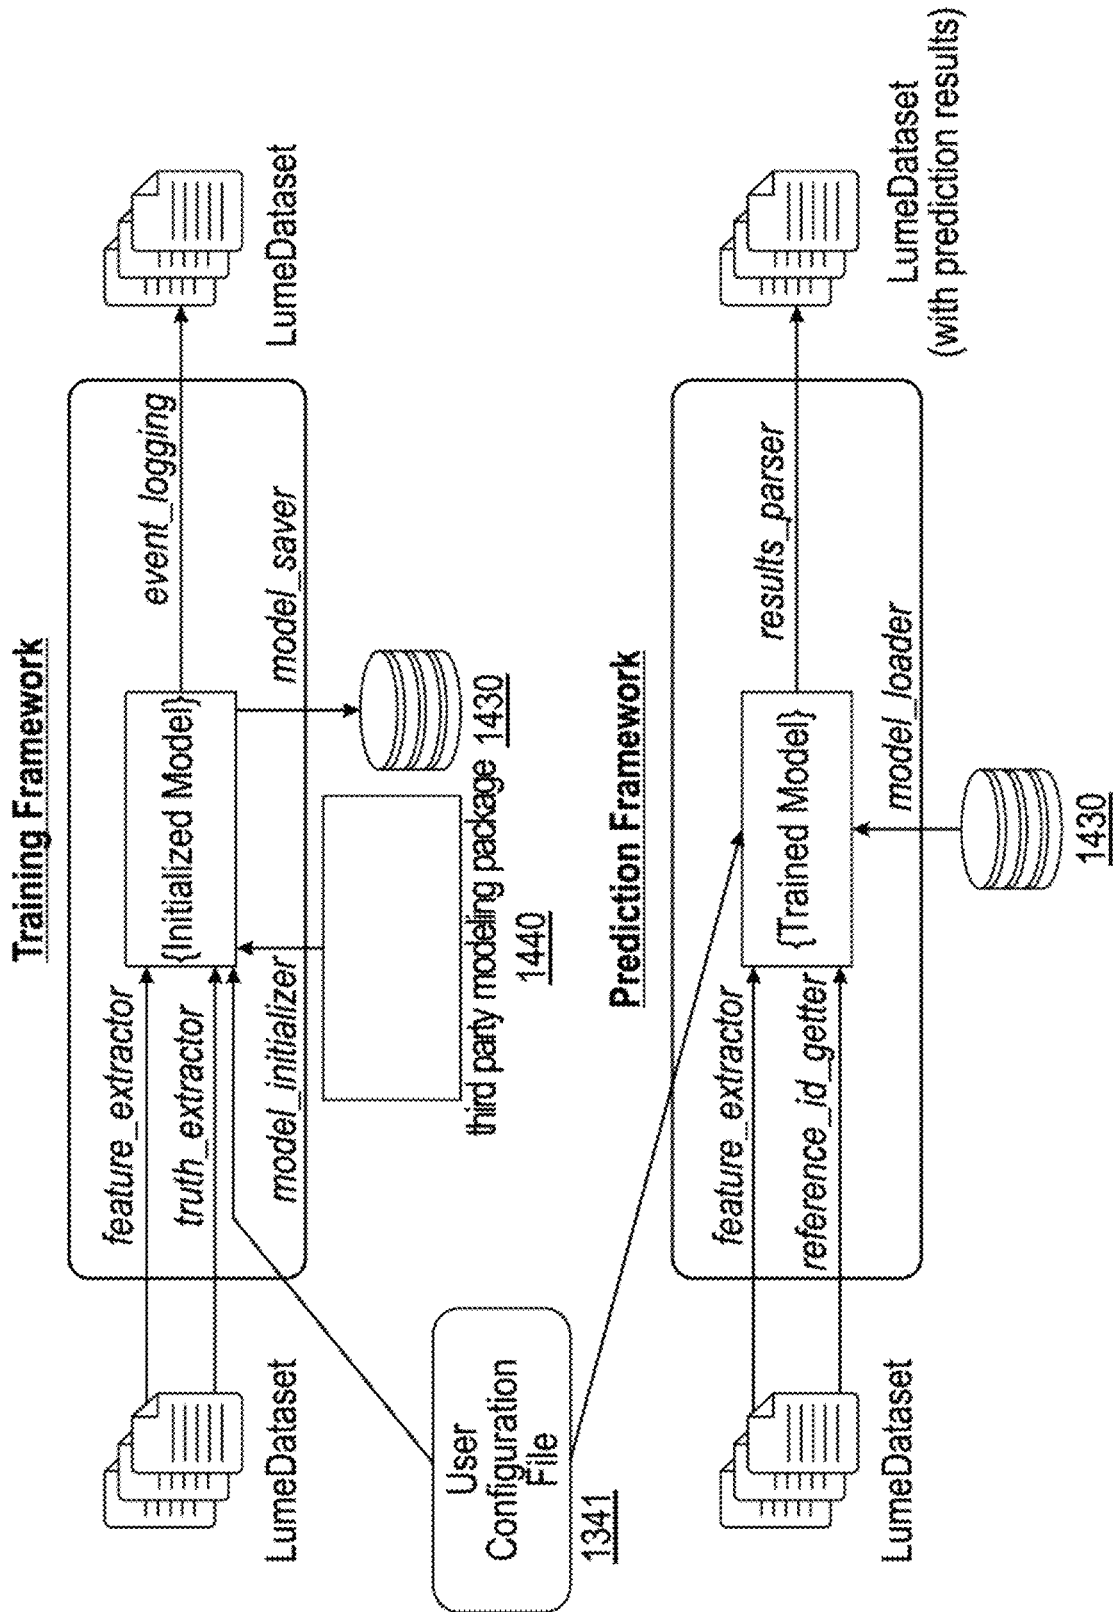 Training Framework
feature_extractor
truth_extractor
{Initialized Model}
event_logging
model_initializer
model_saver
LumeDataset
LumeDataset
third party modeling package
1440
1430
User
Configuration
File
1341
Prediction Framework
feature_extractor
reference_id_getter
{Trained Model}
results_parser
model_loader
LumeDataset
LumeDataset
(with prediction results)
1430